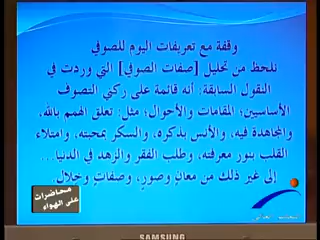 وقفة مع تعريفات اليوم للصوفي
نلحظ من تحليل [صفات الصوفي] التي وردت في
النقول السابقة: أنه قائمة على ركني التصوف
الأساسيين؛ المقامات والأحوال؛ مثل: تعلق الهمم بالله،
والمجاهدة فيه، والأنس بذكره، والسكر بمحبته، وامتلاء
القلب بنور معرفته، وطلب الفقر والزهد في الدنيا...
إلى غير ذلك من معانٍ وصورٍ، وصفاتٍ وخلال.
محاضرات
على الهواء
SAMSUNG